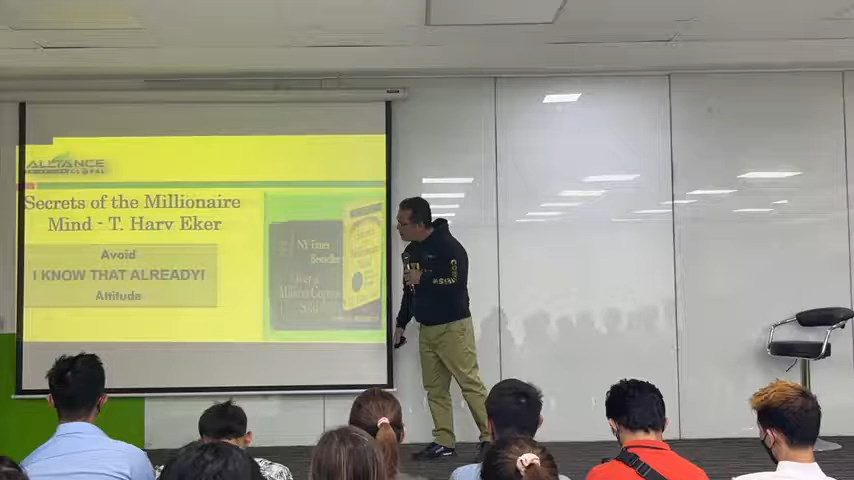 ALLIANCE
GLOBAL
Secrets of the Millionaire
Mind - T. Harv Eker
Avoid
I KNOW THAT ALREADY!
Attitude
NY Times
Bestseller
Over a
Million Copies
Sold